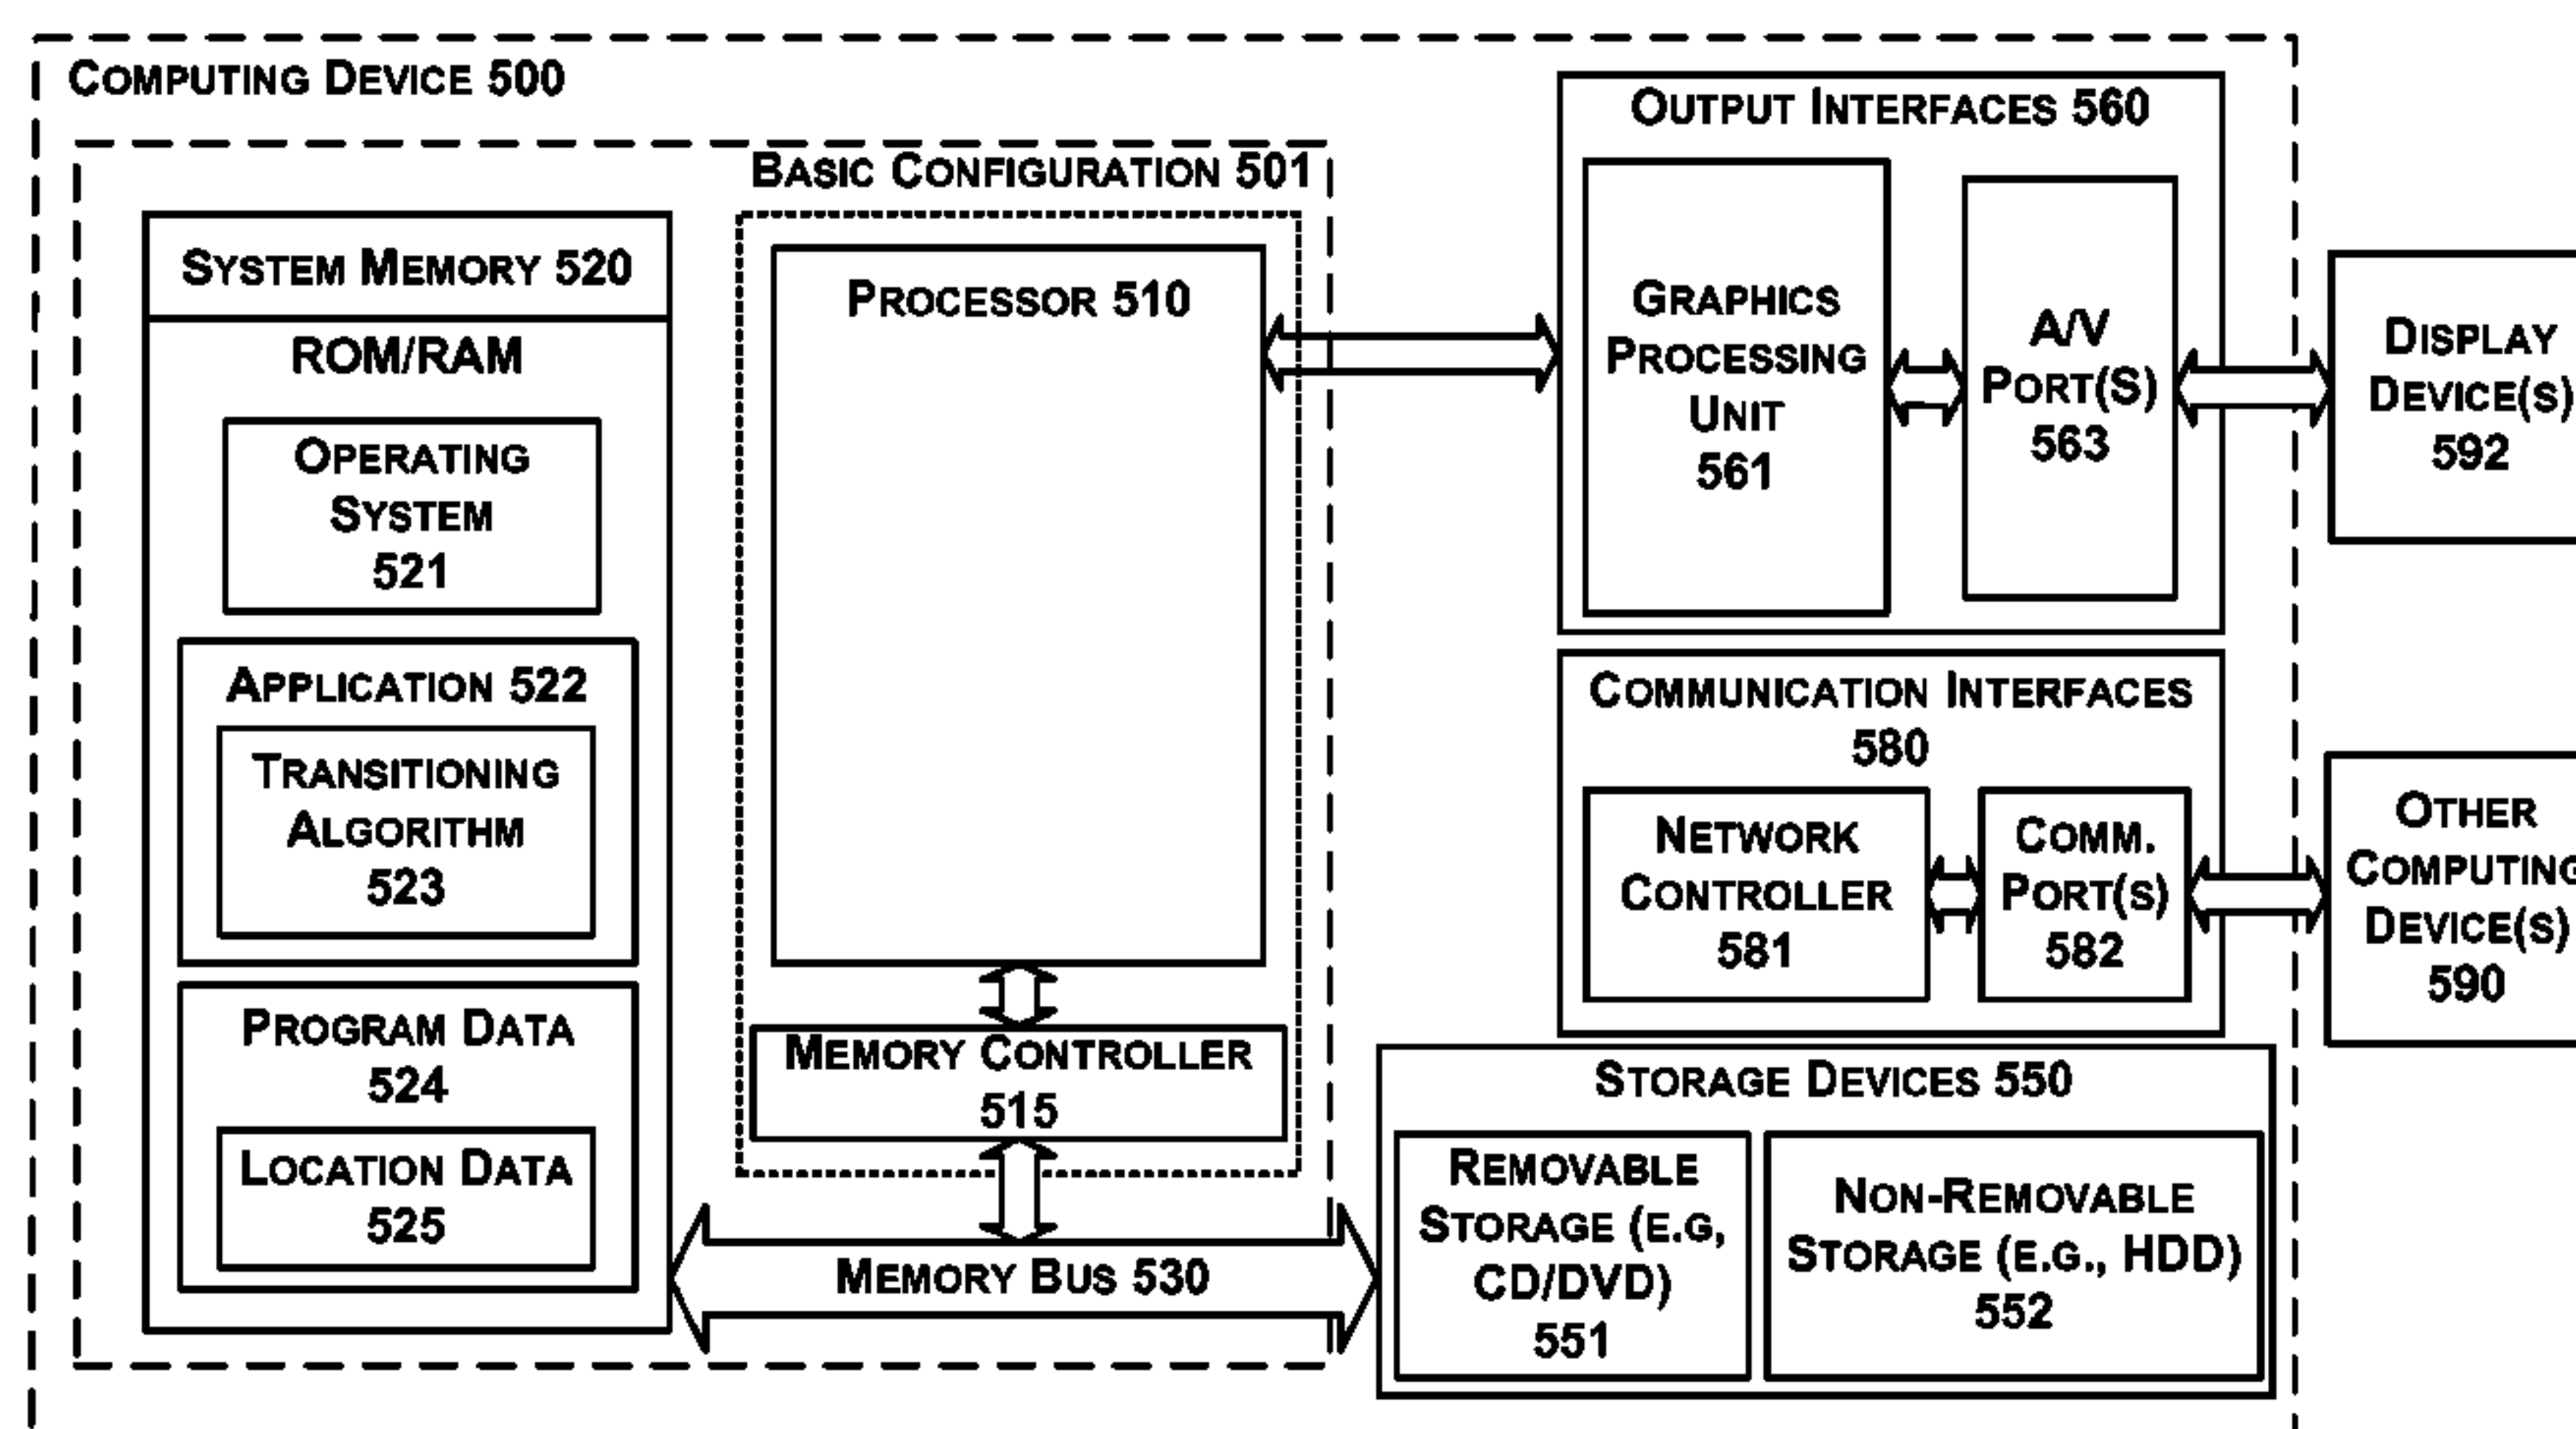 COMPUTING DEVICE 500
BASIC CONFIGURATION 501
SYSTEM MEMORY 520
ROM/RAM
OPERATING
SYSTEM
521
APPLICATION 522
TRANSITIONING
ALGORITHM
523
PROGRAM DATA
524
LOCATION DATA
525
PROCESSOR 510
MEMORY CONTROLLER
515
MEMORY BUS 530
OUTPUT INTERFACES 560
GRAPHICS
PROCESSING
UNIT
561
A/V
PORT(S)
563
DISPLAY
DEVICE(S)
592
COMMUNICATION INTERFACES
580
NETWORK
CONTROLLER
581
COMM.
PORT(S)
582
OTHER
COMPUTING
DEVICE(S)
590
STORAGE DEVICES 550
REMOVABLE
STORAGE (E.G,
CD/DVD)
551
NON-REMOVABLE
STORAGE (E.G., HDD)
552